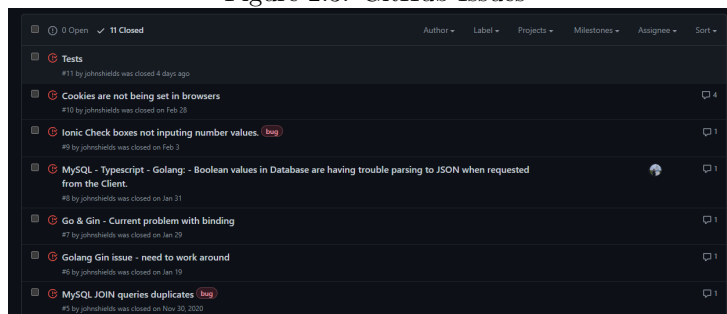 0 Open 11 Closed Author Label Projects Milestones Assignee Sort
Tests
#11 by johnshields was closed 4 days ago
Cookies are not being set in browsers 4
#10 by johnshields was closed on Feb 28
Ionic Check boxes not inputing number values. bug 1
#9 by johnshields was closed on Feb 3
MySQL - Typescript - Golang: - Boolean values in Database are having trouble parsing to JSON when requested 1
from the Client.
#8 by johnshields was closed on Jan 31
Go & Gin - Current problem with binding 1
#7 by johnshields was closed on Jan 29
Golang Gin issue - need to work around 1
#6 by johnshields was closed on Jan 19
MySQL JOIN queries duplicates bug 1
#5 by johnshields was closed on Nov 30, 2020